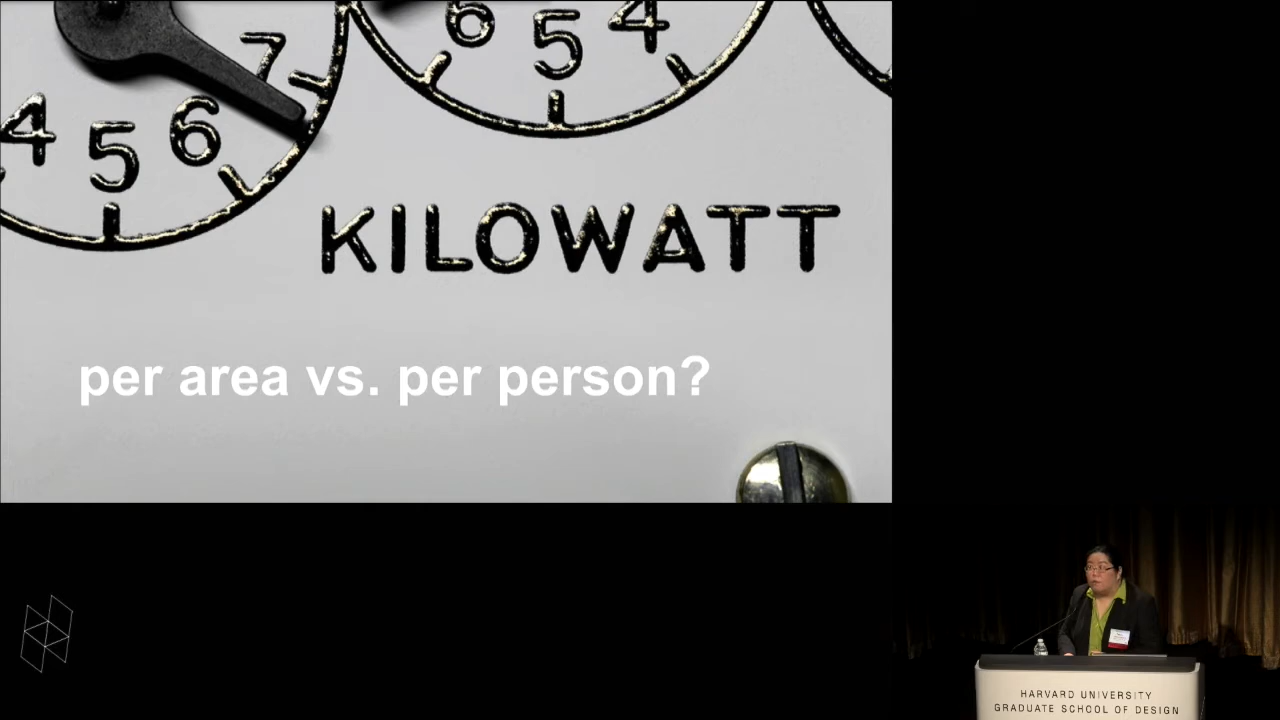 6 5 4
7
4 5 6
KILOWATT
per area vs. per person?
HARVARD UNIVERSITY
GRADUATE SCHOOL OF DESIGN